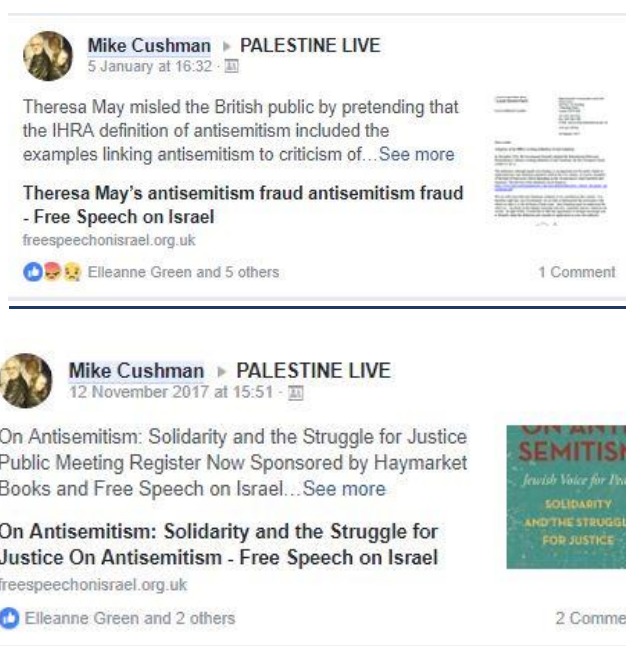 Mike Cushman ▸ PALESTINE LIVE
5 January at 16:32 ·
Theresa May misled the British public by pretending that
the IHRA definition of antisemitism included the
examples linking antisemitism to criticism of...See more
Theresa May's antisemitism fraud antisemitism fraud
- Free Speech on Israel
freespeechonisrael.org.uk
Elleanne Green and 5 others
1 Comment
Mike Cushman ▸ PALESTINE LIVE
12 November 2017 at 15:51 ·
On Antisemitism: Solidarity and the Struggle for Justice
Public Meeting Register Now Sponsored by Haymarket
Books and Free Speech on Israel...See more
On Antisemitism: Solidarity and the Struggle for
Justice On Antisemitism - Free Speech on Israel
freespeechonisrael.org.uk
Elleanne Green and 2 others
ON ANTI
SEMITISM
Jewish Voice for Pea
SOLIDARITY
AND THE STRUGGL
FOR JUSTICE
2 Comme